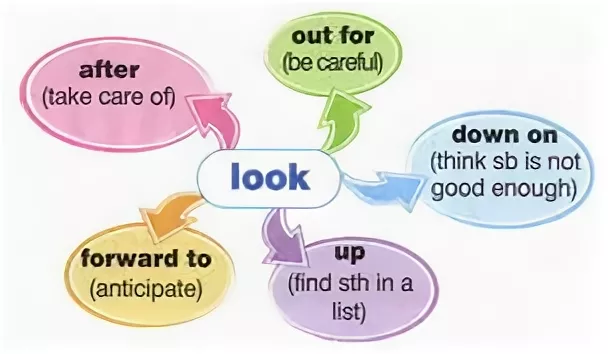 out for
(be careful)
after
(take care of)
down on
(think sb is not
good enough)
look
forward to
(anticipate)
up
(find sth in a
list)